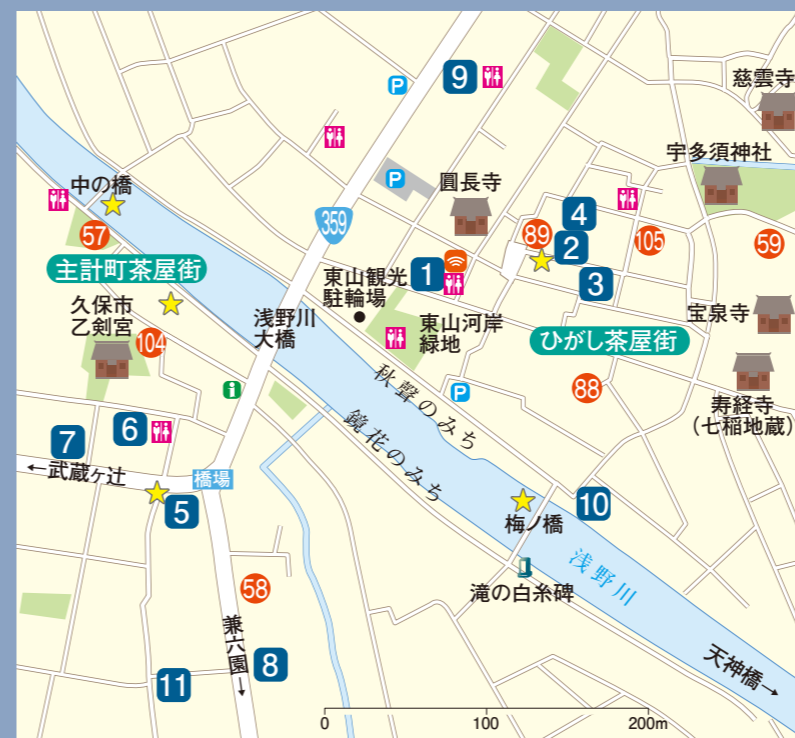 P
9
慈雲寺
宇多須神社
P
圓長寺
中の橋
359
4
57
89
2
105
59
主計町茶屋街
東山観光
駐輪場
1
3
久保市
乙剣宮
浅野川
大橋
東山河岸
緑地
宝泉寺
104
ひがし茶屋街
i
P
88
秋聲のみち
寿経寺
(七稲地蔵)
鏡花のみち
6
7
←武蔵ヶ辻
橋場
5
10
梅ノ橋
浅野川
58
滝の白糸碑
兼六園→
8
天神橋→
11
0 100 200m